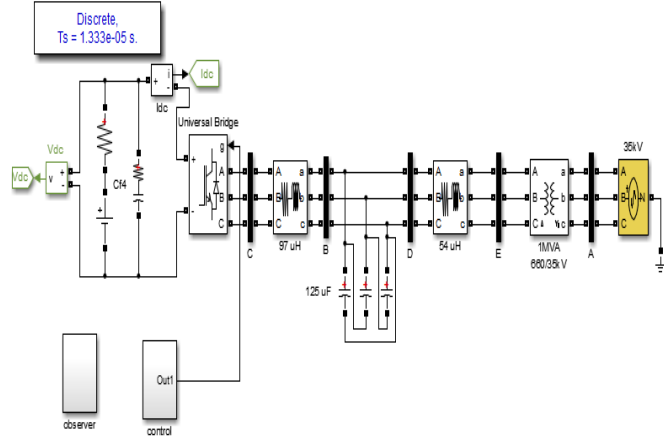 Discrete,
Ts = 1.333e-05 s.
Idc
i
+
-
Idc
Vdc
Vdc
v
+
-
Cf4
Universal Bridge
g
+
-
A
B
C
C
A a
B b
C c
97 uH
B
125 uF
D
A a
B b
C c
54 uH
E
A a
B b
C c
1MVA
660/35kV
A
35kV
A
B
C
N
observer
Out1
control